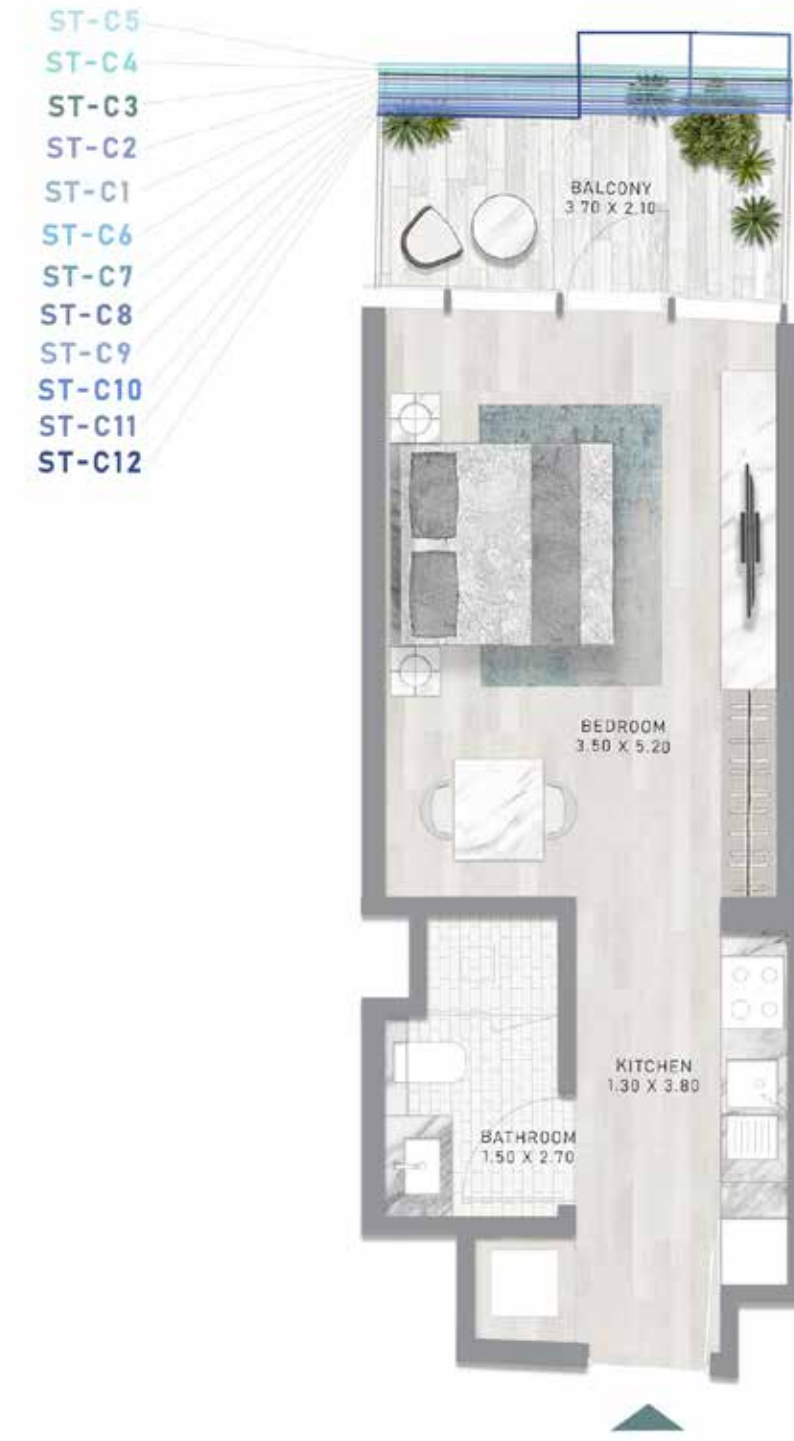 ST-C5
ST-C4
ST-C3
ST-C2
ST-C1
ST-C6
ST-C7
ST-C8
ST-C9
ST-C10
ST-C11
ST-C12
BALCONY
3.70 X 2.10
BEDROOM
3.50 X 5.20
KITCHEN
1.30 X 3.80
BATHROOM
1.50 X 2.70